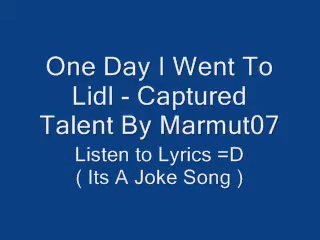 One Day I Went To
Lidl - Captured
Talent By Marmut07
Listen to Lyrics =D
( Its A Joke Song )